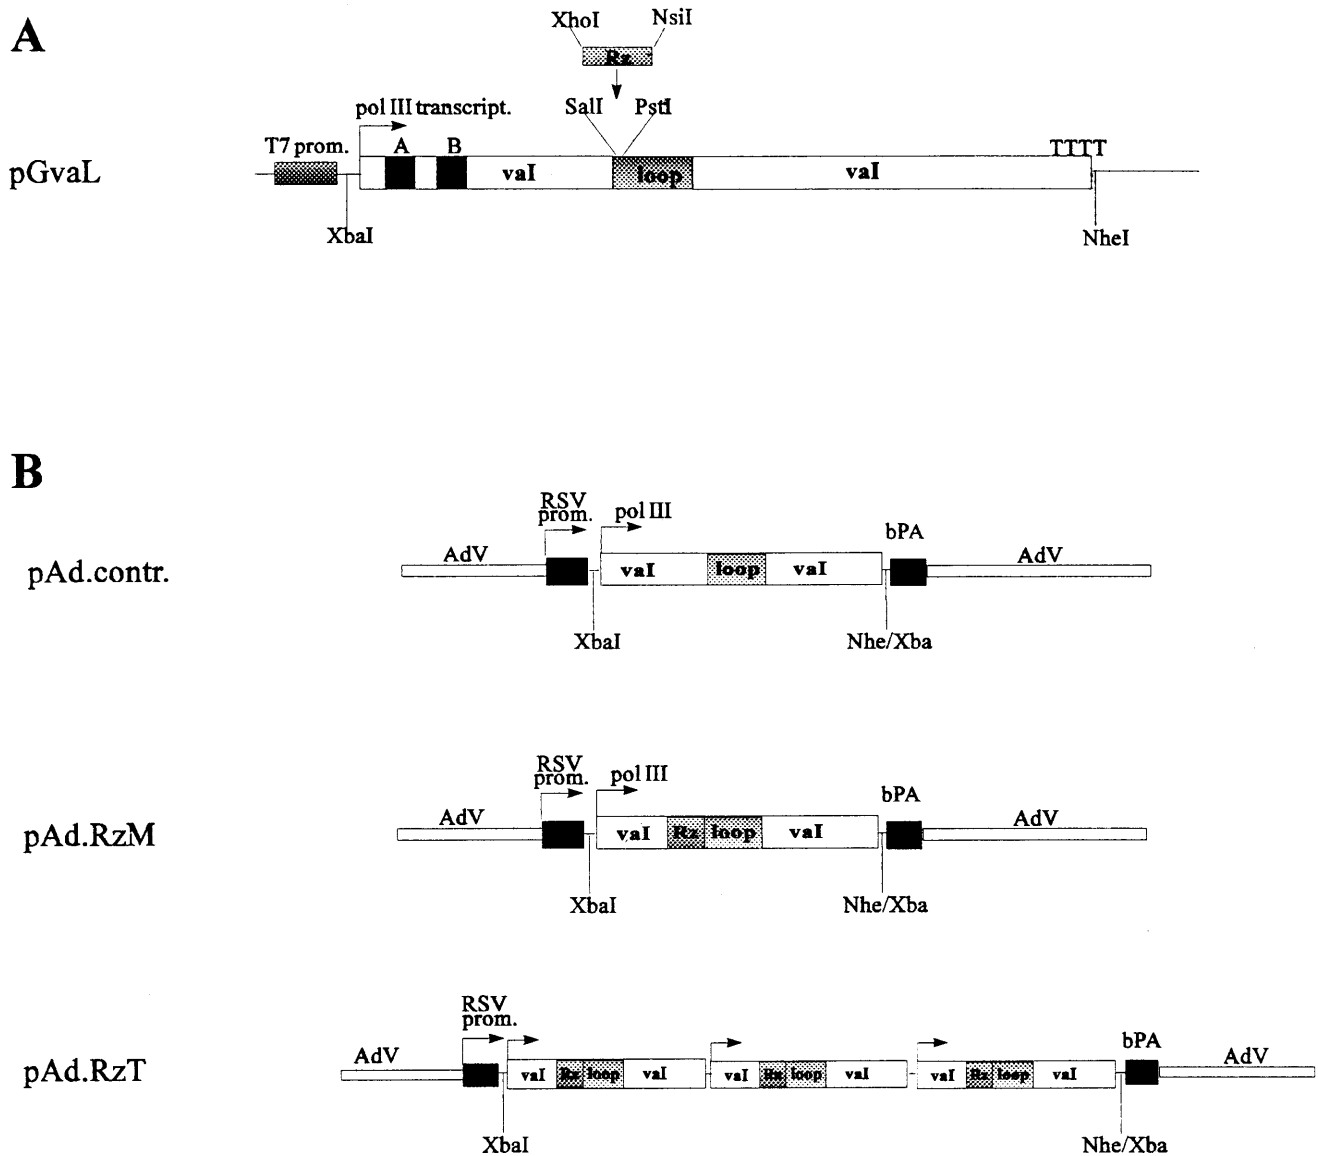 A
XhoI NsiI
Rz
pol III transcript. SalI PstI
T7 prom. A B TTTT
pGvaL vaI loop vaI
XbaI NheI
B
RSV
prom. pol III bPA
AdV AdV
pAd.contr. vaI loop vaI
XbaI Nhe/Xba
RSV
prom. pol III bPA
AdV AdV
pAd.RzM vaI Rz loop vaI
XbaI Nhe/Xba
RSV
prom. bPA
AdV AdV
pAd.RzT vaI Rz loop vaI vaI Rz loop vaI vaI Rz loop vaI
XbaI Nhe/Xba